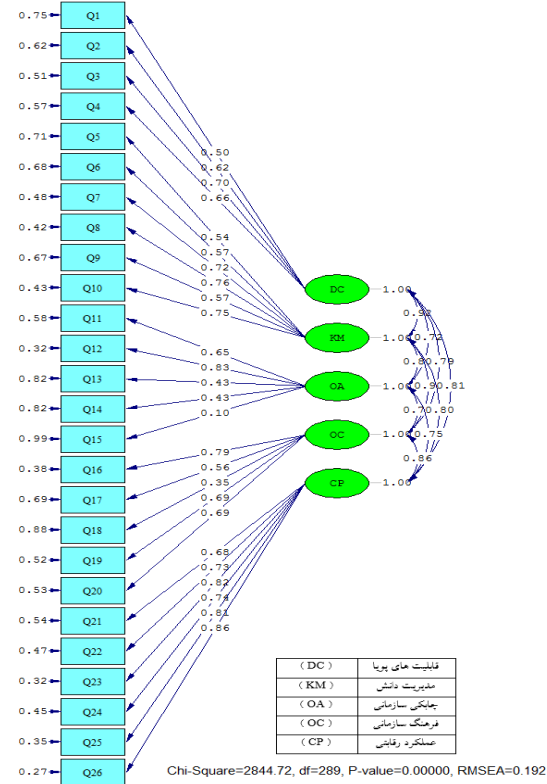 0.75 Q1
0.62 Q2
0.51 Q3
0.57 Q4
0.71 Q5
0.68 Q6
0.48 Q7
0.42 Q8
0.67 Q9
0.43 Q10
0.58 Q11
0.32 Q12
0.82 Q13
0.82 Q14
0.99 Q15
0.38 Q16
0.69 Q17
0.88 Q18
0.52 Q19
0.53 Q20
0.54 Q21
0.47 Q22
0.32 Q23
0.45 Q24
0.35 Q25
0.27 Q26
0.50
0.62
0.70
0.66
0.54
0.57
0.72
0.76
0.57
0.75
0.65
0.83
0.43
0.43
0.10
0.79
0.56
0.35
0.69
0.69
0.68
0.73
0.82
0.74
0.81
0.86
DC 1.00
KM 1.00
OA 1.00
OC 1.00
CP 1.00
0.72
0.79
0.81
0.80
0.75
0.86
قابلیت های پویا ( DC )
مدیریت دانش ( KM )
چابکی سازمانی ( OA )
فرهنگ سازمانی ( OC )
عملکرد رقابتی ( CP )
Chi-Square=2844.72, df=289, P-value=0.00000, RMSEA=0.192